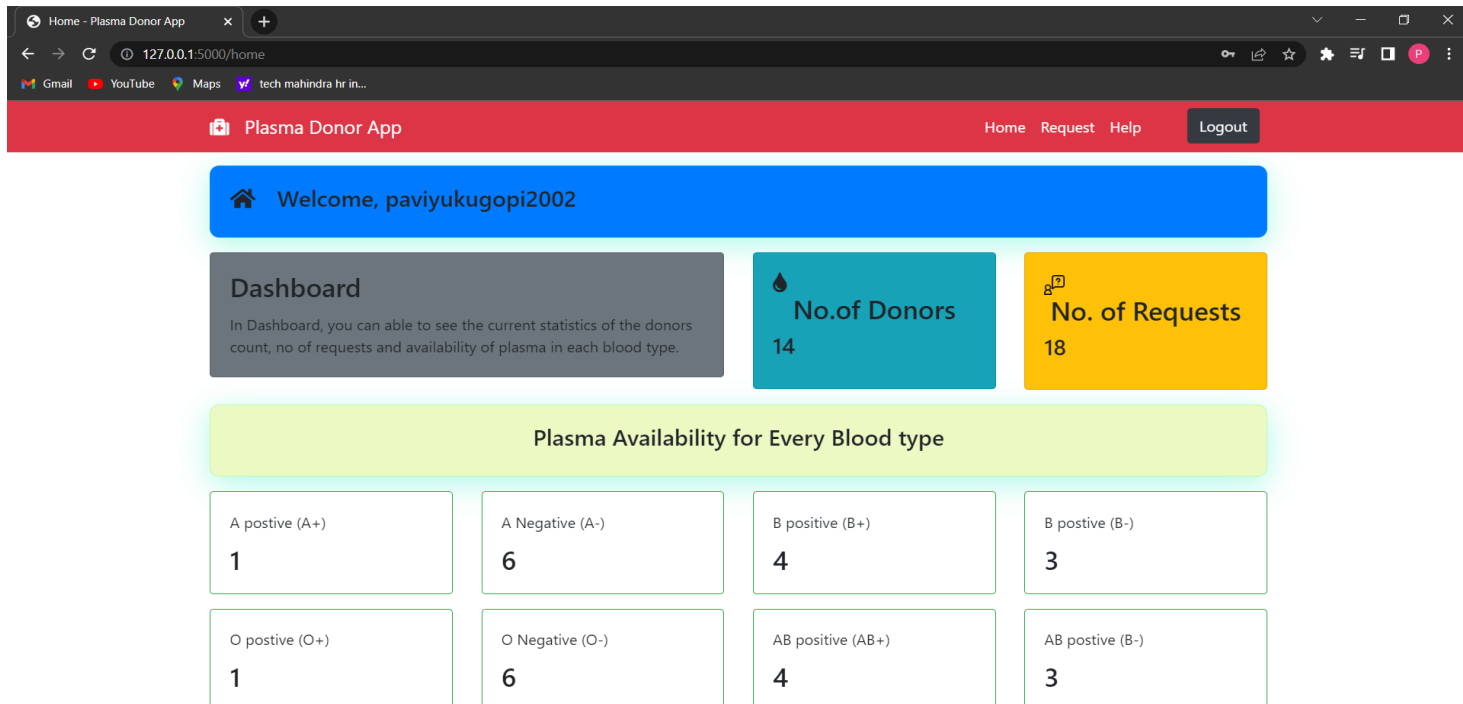 Home - Plasma Donor App
127.0.0.1:5000/home
P
Gmail YouTube Maps tech mahindra hr in...
Plasma Donor App Home Request Help Logout
Welcome, paviyukugopi2002
Dashboard
In Dashboard, you can able to see the current statistics of the donors
count, no of requests and availability of plasma in each blood type.
No.of Donors
14
No. of Requests
18
Plasma Availability for Every Blood type
A postive (A+)
1
A Negative (A-)
6
B positive (B+)
4
B postive (B-)
3
O postive (O+)
1
O Negative (O-)
6
AB positive (AB+)
4
AB postive (B-)
3